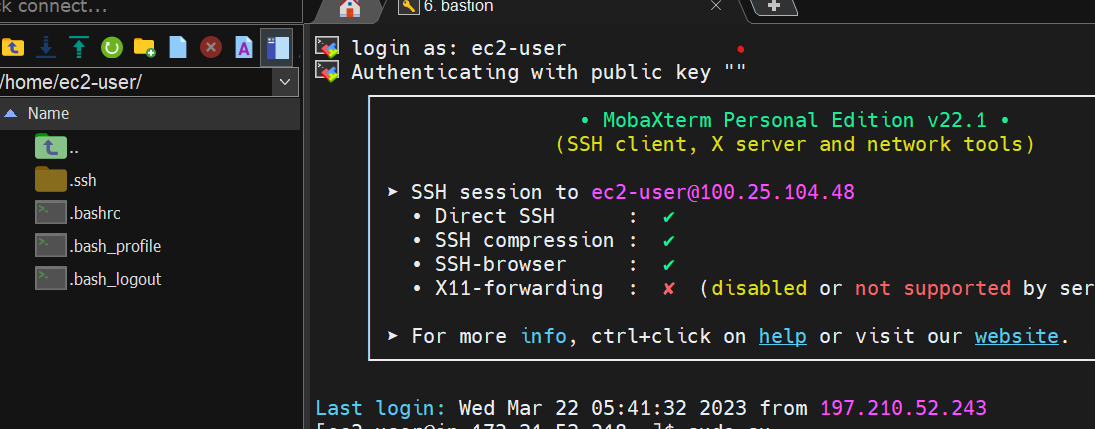 ck connect...
6. bastion
/home/ec2-user/
Name
..
.ssh
.bashrc
.bash_profile
.bash_logout
login as: ec2-user
Authenticating with public key ""
• MobaXterm Personal Edition v22.1 •
(SSH client, X server and network tools)
➤ SSH session to ec2-user@100.25.104.48
• Direct SSH : ✔
• SSH compression : ✔
• SSH-browser : ✔
• X11-forwarding : ✘ (disabled or not supported by ser
➤ For more info, ctrl+click on help or visit our website.
Last login: Wed Mar 22 05:41:32 2023 from 197.210.52.243